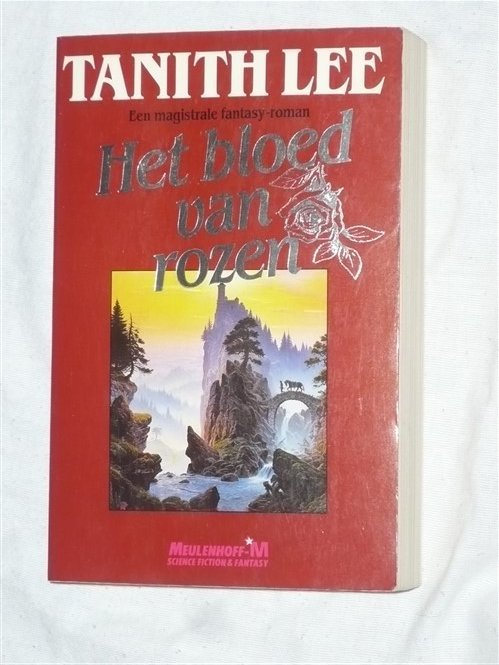 TANITH LEE
Een magistrale fantasy-roman
Het bloed
van
rozen
MEULENHOFF-M
SCIENCE FICTION & FANTASY